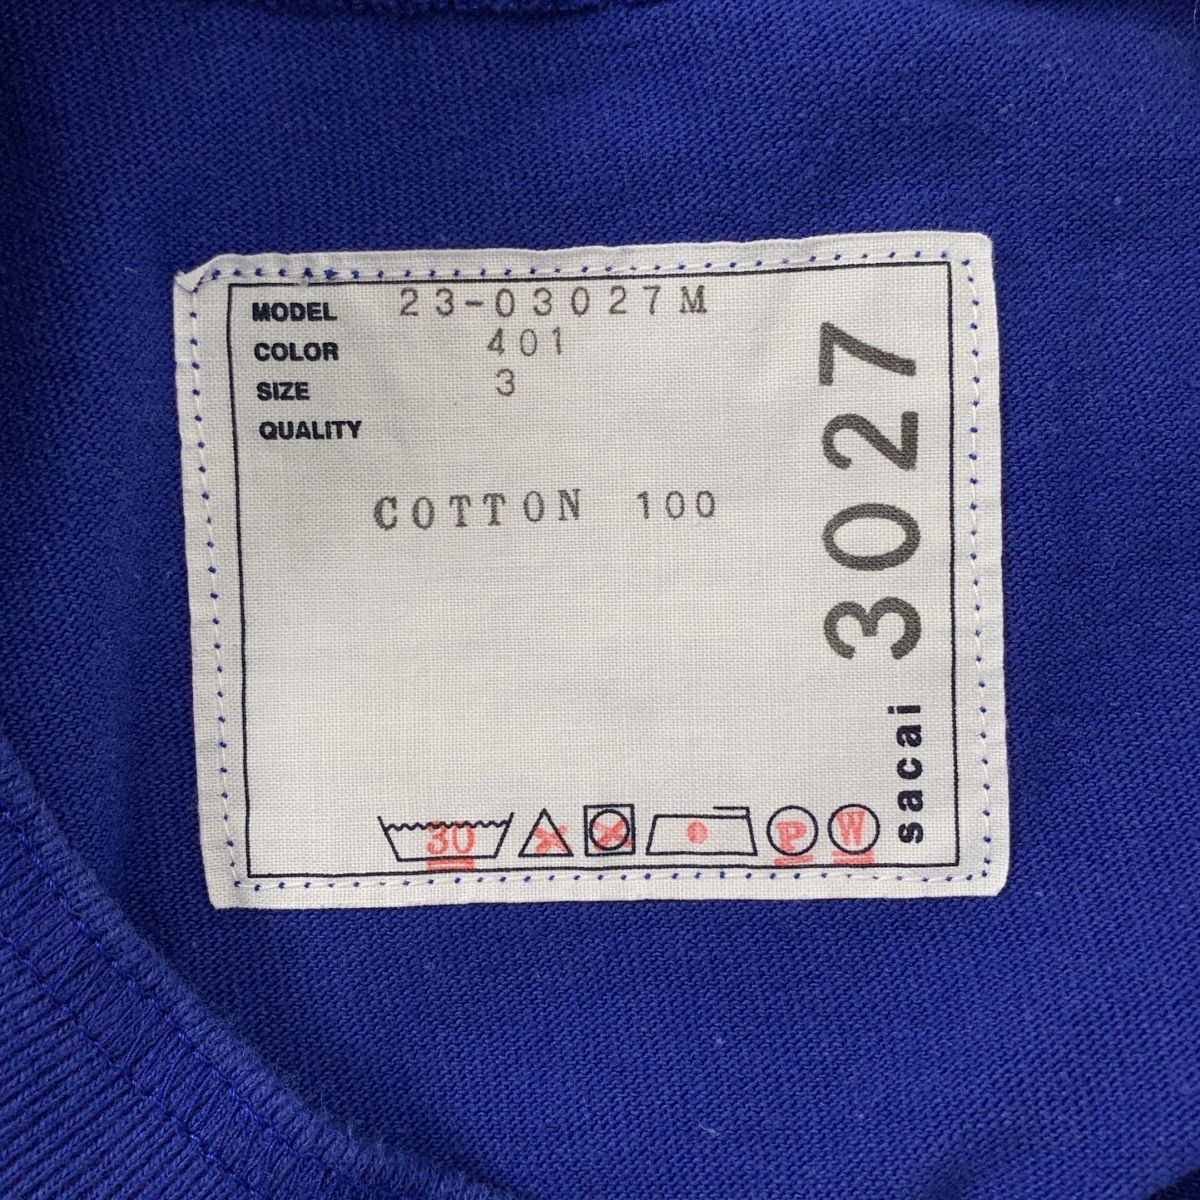 MODEL 23-03027M
COLOR 401
SIZE 3
QUALITY
COTTON 100
sacai 3027
30 P W